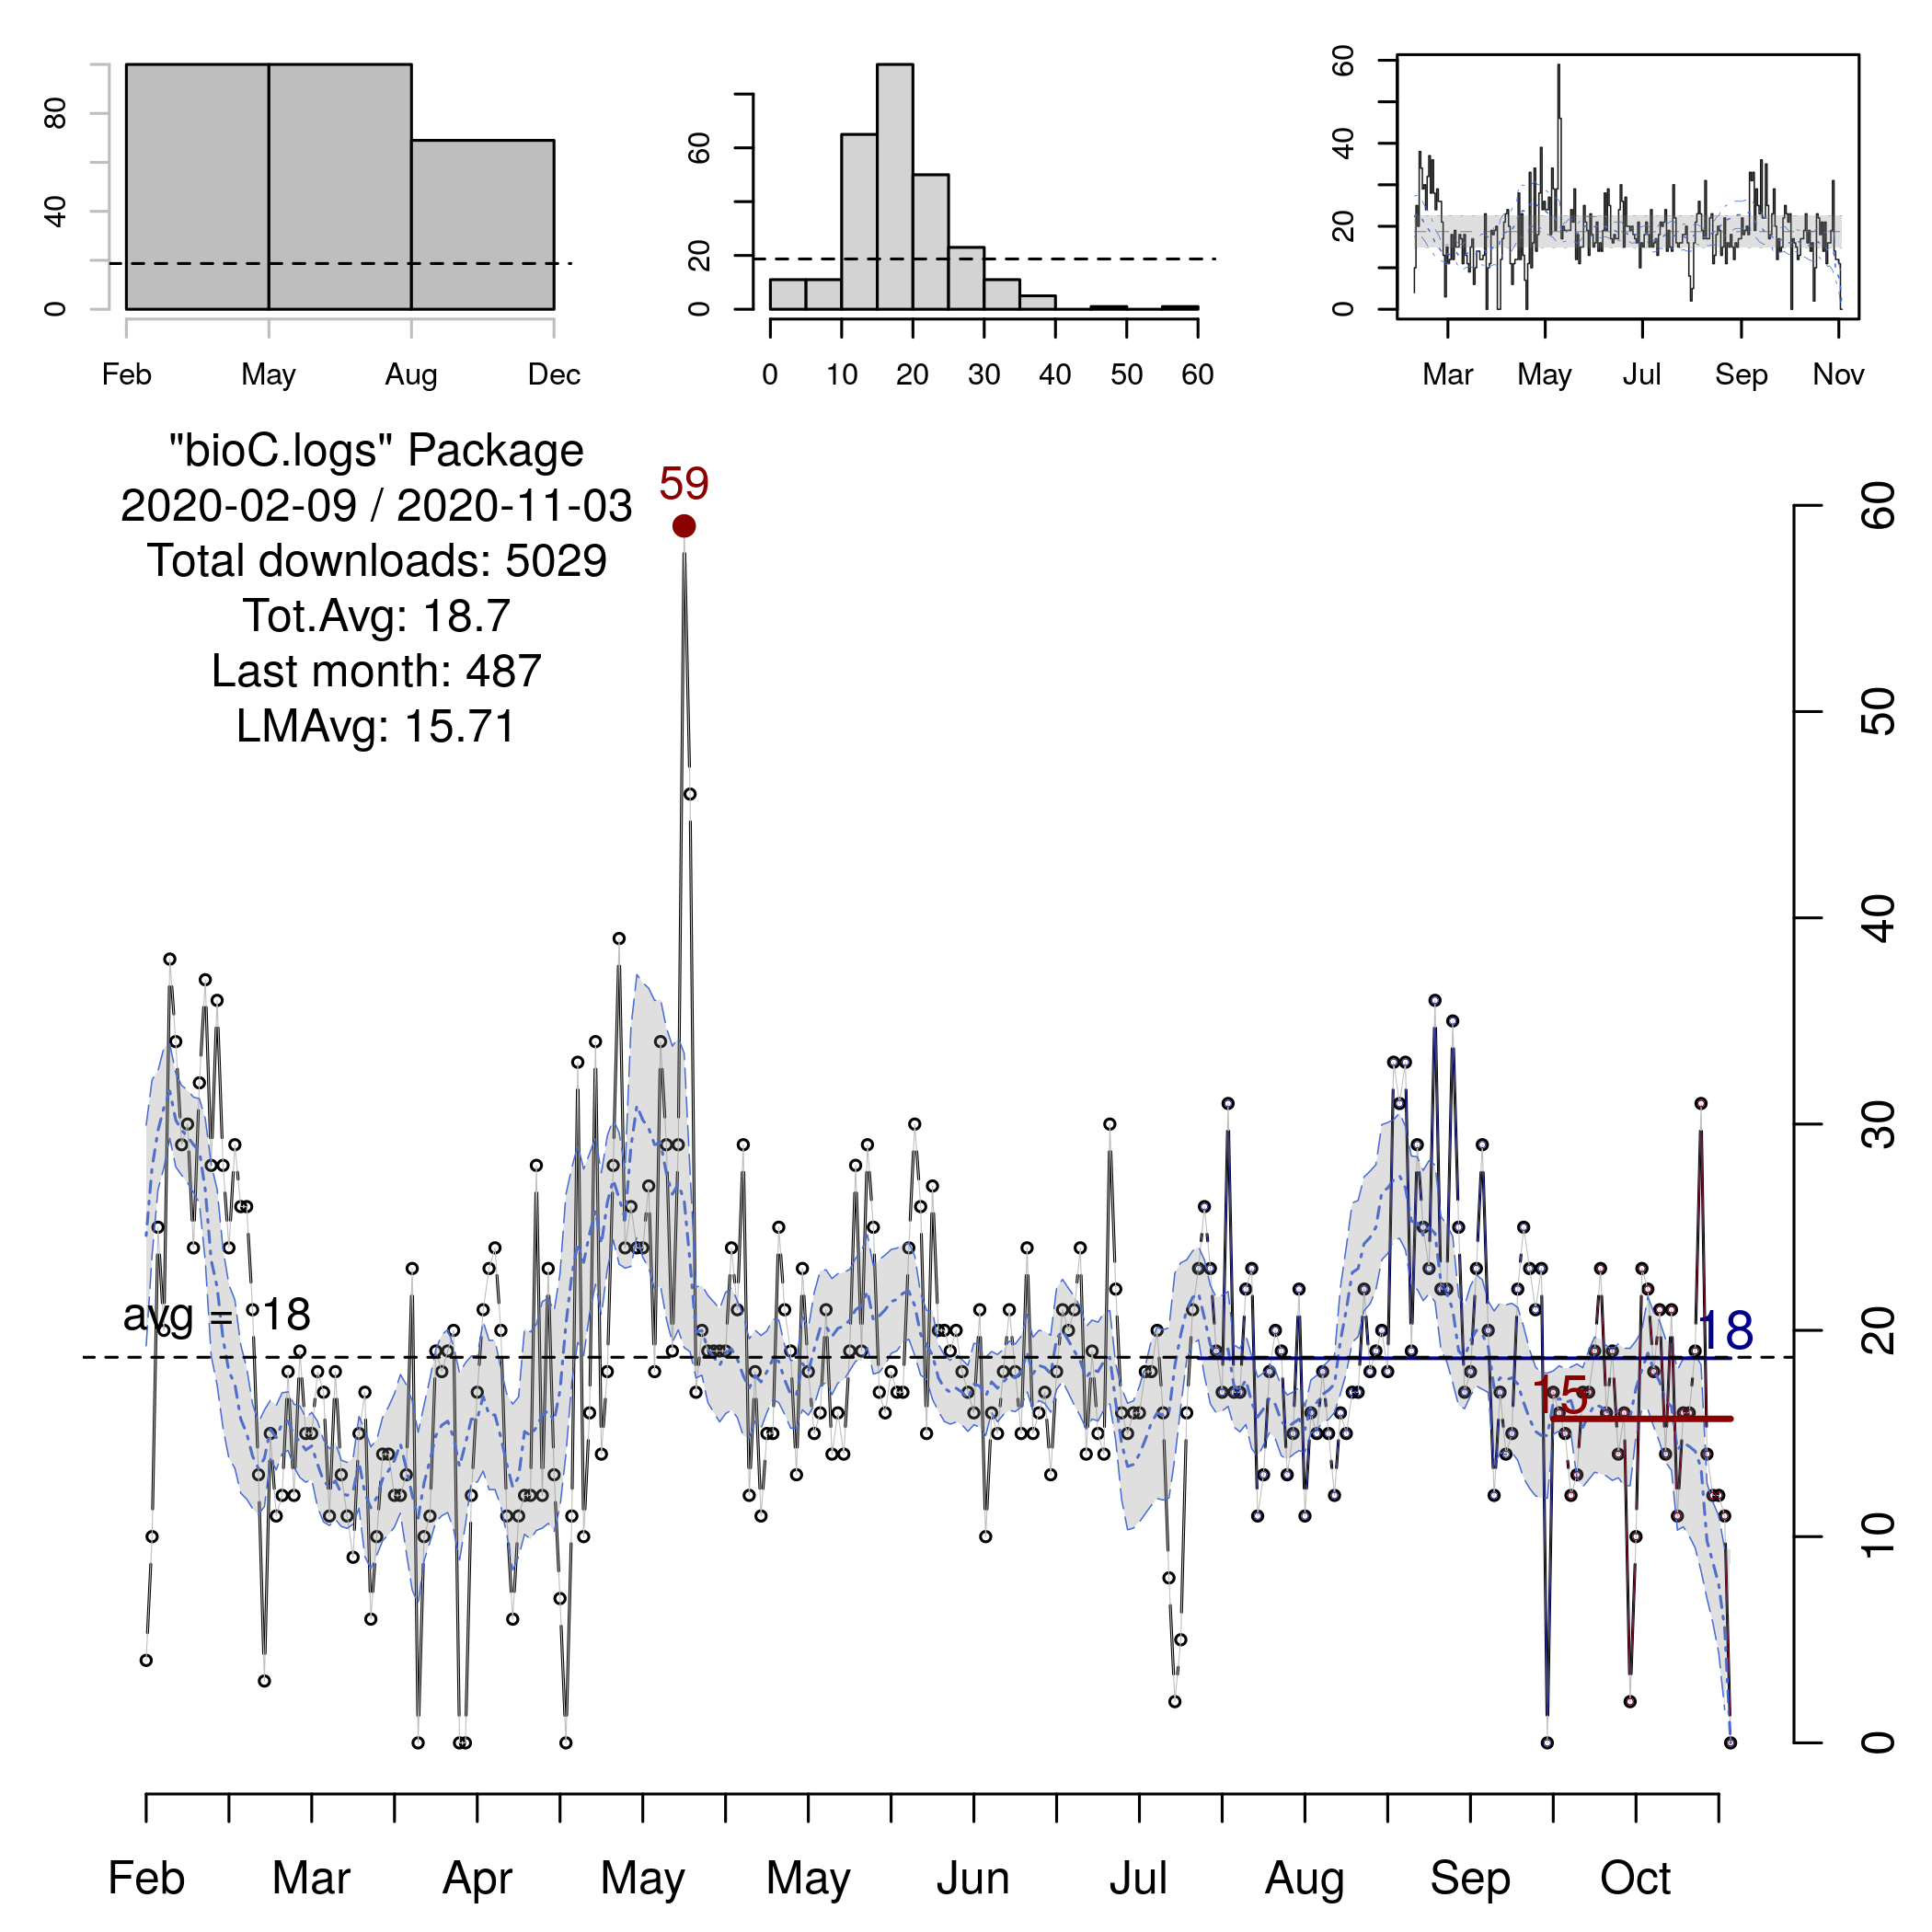 80
40
0
Feb May Aug Dec
60
20
0
0 10 20 30 40 50 60
60
40
20
0
Mar May Jul Sep Nov
"bioC.logs" Package
2020-02-09 / 2020-11-03
Total downloads: 5029
Tot.Avg: 18.7
Last month: 487
LMAvg: 15.71
59
avg = 18
18
15
60
50
40
30
20
10
0
Feb Mar Apr May May Jun Jul Aug Sep Oct